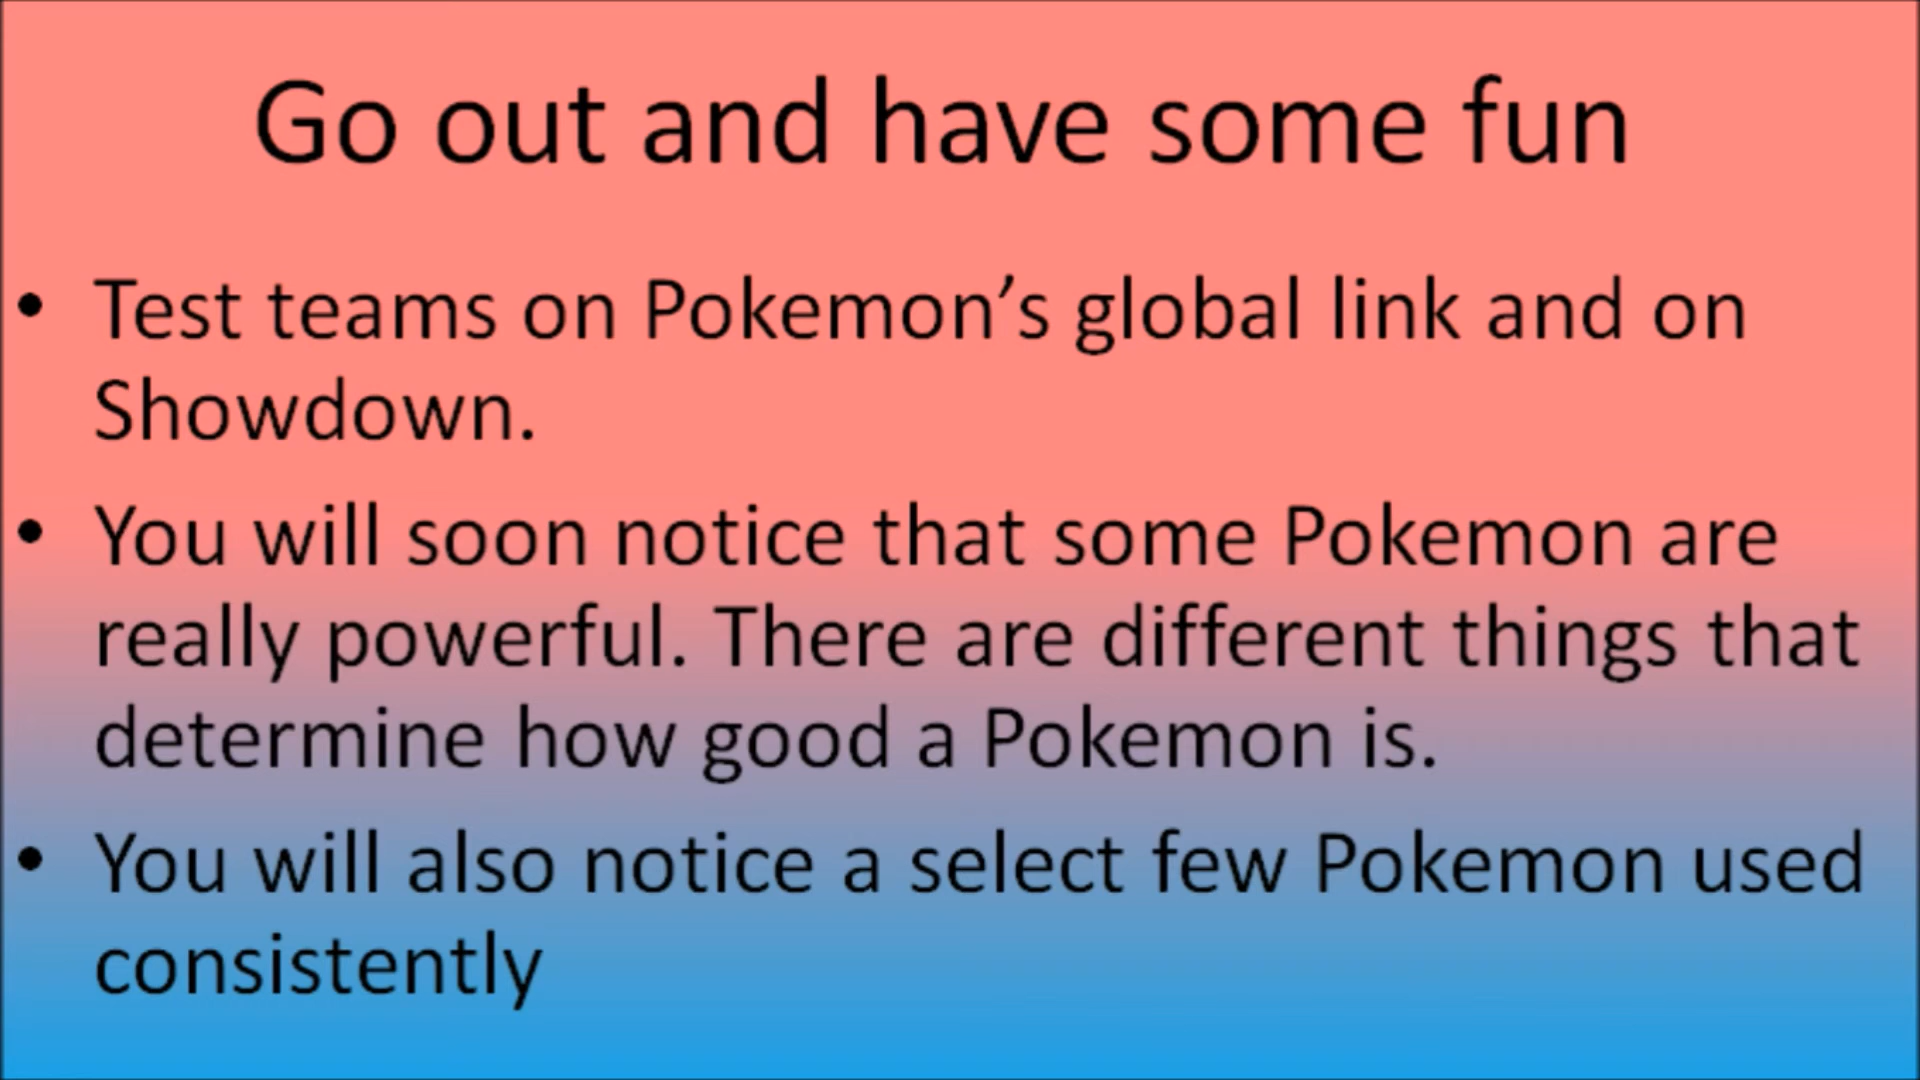 Go out and have some fun
• Test teams on Pokemon’s global link and on
Showdown.
• You will soon notice that some Pokemon are
really powerful. There are different things that
determine how good a Pokemon is.
• You will also notice a select few Pokemon used
consistently